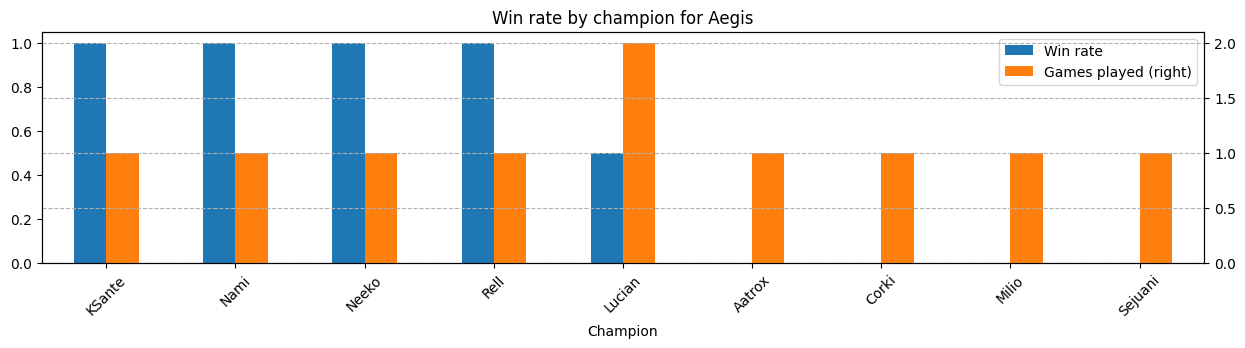 Win rate by champion for Aegis
1.0
0.8
0.6
0.4
0.2
0.0
2.0
1.5
1.0
0.5
0.0
Win rate
Games played (right)
KSante
Nami
Neeko
Rell
Lucian
Aatrox
Corki
Milio
Sejuani
Champion